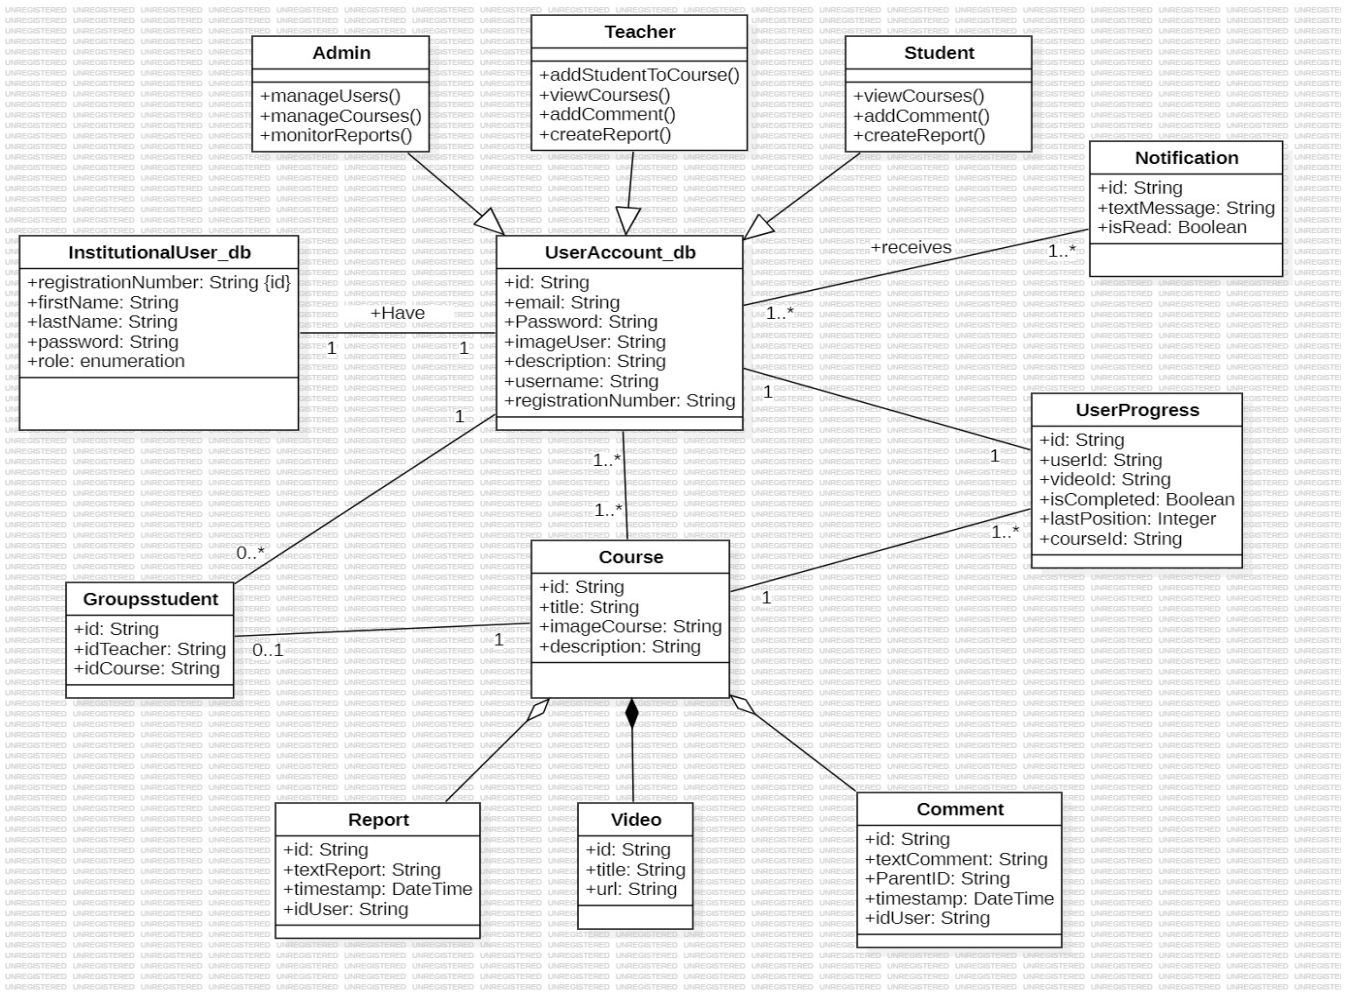 Admin
+manageUsers()
+manageCourses()
+monitorReports()
Teacher
+addStudentToCourse()
+viewCourses()
+addComment()
+createReport()
Student
+viewCourses()
+addComment()
+createReport()
Notification
+id: String
+textMessage: String
+isRead: Boolean
InstitutionalUser_db
+registrationNumber: String {id}
+firstName: String
+lastName: String
+password: String
+role: enumeration
+Have
1
1
UserAccount_db
+id: String
+email: String
+Password: String
+imageUser: String
+description: String
+username: String
+registrationNumber: String
+receives
1..*
1..*
1
1
UserProgress
+id: String
+userId: String
+videoId: String
+isCompleted: Boolean
+lastPosition: Integer
+courseId: String
1
0..*
1..*
1..*
1..*
1
Groupsstudent
+id: String
+idTeacher: String
+idCourse: String
0..1
1
Course
+id: String
+title: String
+imageCourse: String
+description: String
Report
+id: String
+textReport: String
+timestamp: DateTime
+idUser: String
Video
+id: String
+title: String
+url: String
Comment
+id: String
+textComment: String
+ParentID: String
+timestamp: DateTime
+idUser: String
UNREGISTERED